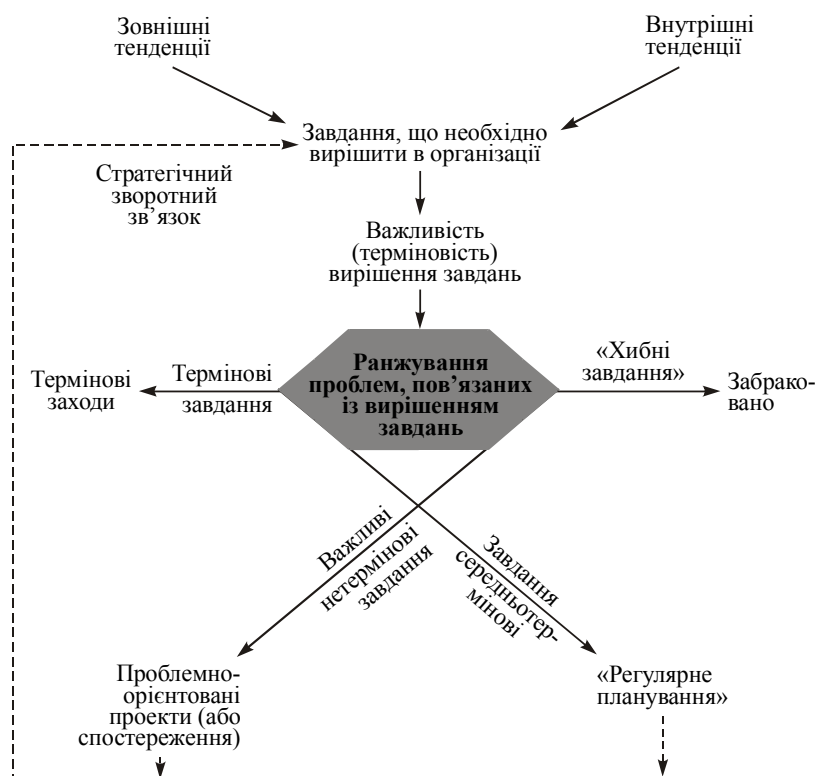 Зовнішні
тенденції
Внутрішні
тенденції
Завдання, що необхідно
вирішити в організації
Стратегічний
зворотний
зв’язок
Важливість
(терміновість)
вирішення завдань
Ранжування
проблем, пов’язаних
із вирішенням
завдань
Термінові
завдання
Термінові
заходи
«Хибні
завдання»
Забрако-
вано
Важливі
нетермінові
завдання
Завдання
середньотер-
мінові
Проблемно-
орієнтовані
проекти (або
спостереження)
«Регулярне
планування»